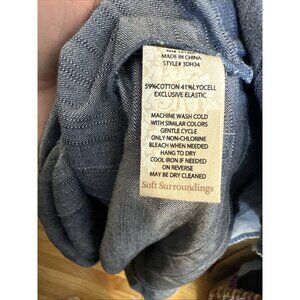 MADE IN CHINA
STYLE# 3DH34
59%COTTON 41%LYOCELL
EXCLUSIVE ELASTIC
MACHINE WASH COLD
WITH SIMILAR COLORS
GENTLE CYCLE
ONLY NON-CHLORINE
BLEACH WHEN NEEDED
HANG TO DRY
COOL IRON IF NEEDED
ON REVERSE
MAY BE DRY CLEANED
Soft Surroundings